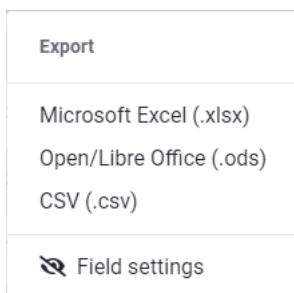 Export
Microsoft Excel (.xlsx)
Open/Libre Office (.ods)
CSV (.csv)
Field settings